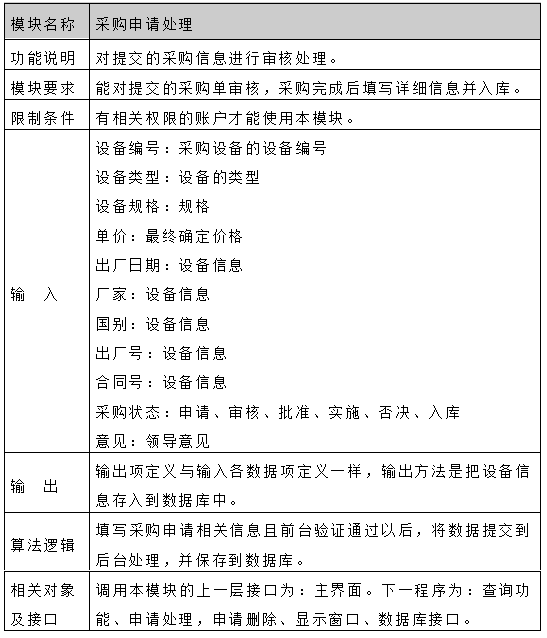 模块名称 采购申请处理
功能说明 对提交的采购信息进行审核处理。
模块要求 能对提交的采购单审核，采购完成后填写详细信息并入库。
限制条件 有相关权限的账户才能使用本模块。
输 入
设备编号：采购设备的设备编号
设备类型：设备的类型
设备规格：规格
单价：最终确定价格
出厂日期：设备信息
厂家：设备信息
国别：设备信息
出厂号：设备信息
合同号：设备信息
采购状态：申请、审核、批准、实施、否决、入库
意见：领导意见
输 出
输出项定义与输入各数据项定义一样，输出方法是把设备信
息存入到数据库中。
算法逻辑
填写采购申请相关信息且前台验证通过以后，将数据提交到
后台处理，并保存到数据库。
相关对象
及接口
调用本模块的上一层接口为：主界面。下一程序为：查询功
能、申请处理，申请删除、显示窗口、数据库接口。